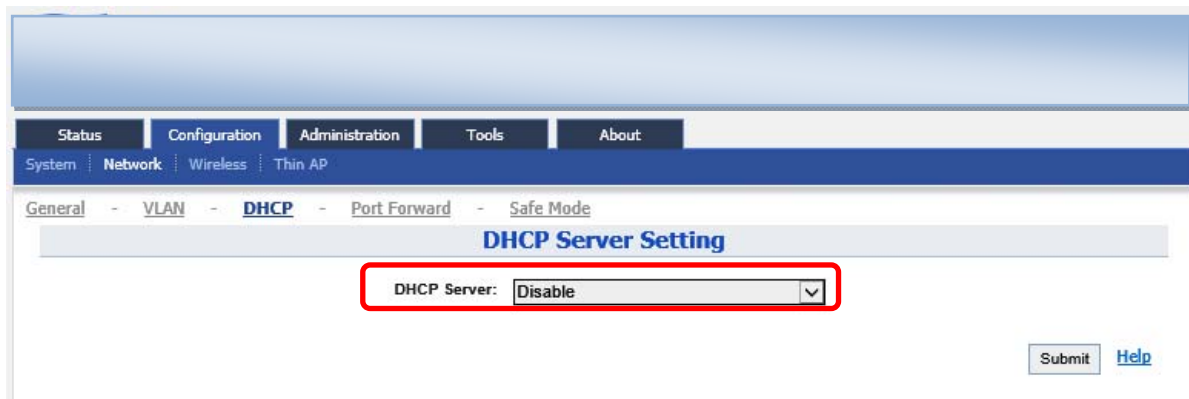 Status Configuration Administration Tools About
System Network Wireless Thin AP
General - VLAN - DHCP - Port Forward - Safe Mode
DHCP Server Setting
DHCP Server: Disable
Submit Help